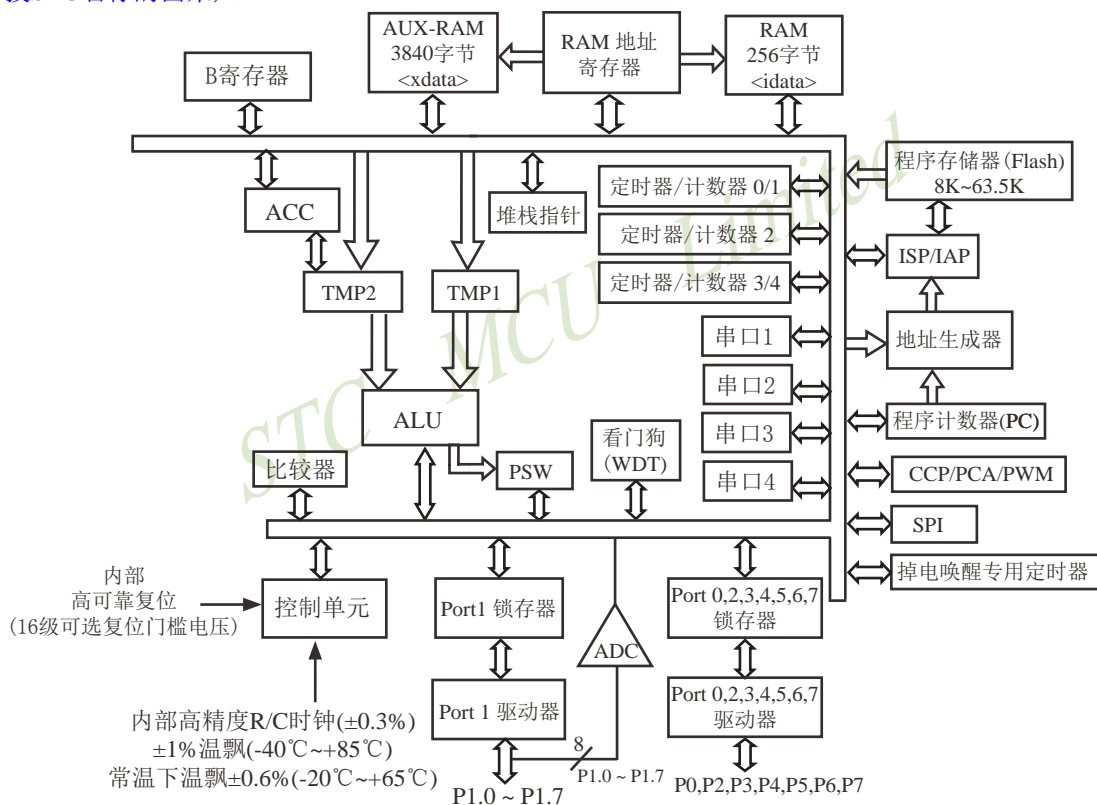 AUX-RAM
3840字节
<xdata>
RAM 地址
寄存器
RAM
256字节
<idata>
B寄存器
程序存储器(Flash)
8K~63.5K
定时器/计数器 0/1
ACC
堆栈指针
定时器/计数器 2
ISP/IAP
TMP2
TMP1
定时器/计数器 3/4
串口1
地址生成器
串口2
ALU
程序计数器(PC)
串口3
看门狗
(WDT)
比较器
PSW
CCP/PCA/PWM
串口4
SPI
掉电唤醒专用定时器
内部
高可靠复位
(16级可选复位门槛电压)
控制单元
Port1 锁存器
Port 0,2,3,4,5,6,7
锁存器
ADC
Port 1 驱动器
Port 0,2,3,4,5,6,7
驱动器
内部高精度R/C时钟(±0.3%)
±1%温飘(-40℃~+85℃)
常温下温飘±0.6%(-20℃~+65℃)
8
P1.0 ~ P1.7
P1.0 ~ P1.7
P0,P2,P3,P4,P5,P6,P7
STC MCU Limited